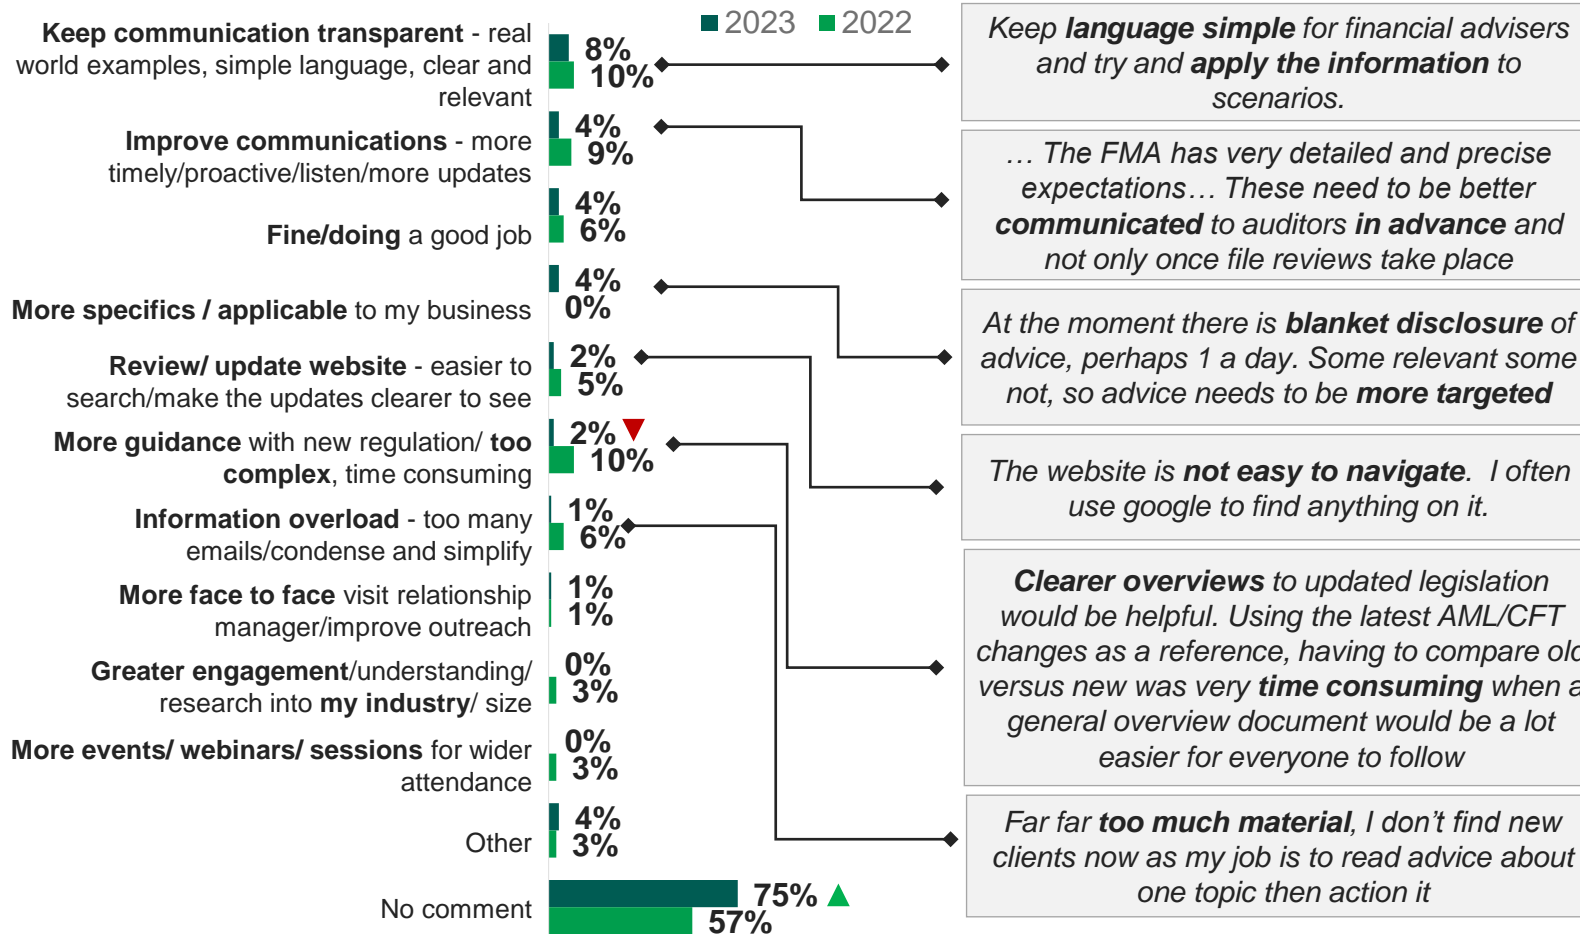 2023 2022
Keep communication transparent - real
world examples, simple language, clear and
relevant
8%
10%
Keep language simple for financial advisers
and try and apply the information to
scenarios.
Improve communications - more
timely/proactive/listen/more updates
4%
9%
… The FMA has very detailed and precise
expectations… These need to be better
communicated to auditors in advance and
not only once file reviews take place
Fine/doing a good job
4%
6%
More specifics / applicable to my business
4%
0%
At the moment there is blanket disclosure of
advice, perhaps 1 a day. Some relevant some
not, so advice needs to be more targeted
Review/ update website - easier to
search/make the updates clearer to see
2%
5%
The website is not easy to navigate. I often
use google to find anything on it.
More guidance with new regulation/ too
complex, time consuming
2%
10%
Clearer overviews to updated legislation
would be helpful. Using the latest AML/CFT
changes as a reference, having to compare old
versus new was very time consuming when a
general overview document would be a lot
easier for everyone to follow
Information overload - too many
emails/condense and simplify
1%
6%
Far far too much material, I don’t find new
clients now as my job is to read advice about
one topic then action it
More face to face visit relationship
manager/improve outreach
1%
1%
Greater engagement/understanding/
research into my industry/ size
0%
3%
More events/ webinars/ sessions for wider
attendance
0%
3%
Other
4%
3%
No comment
75%
57%